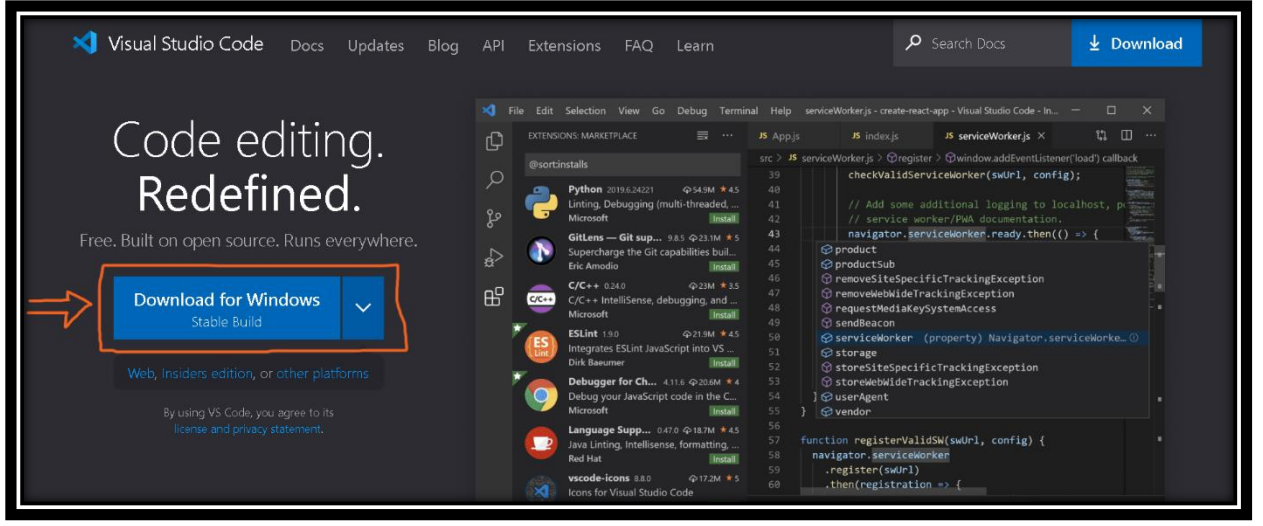 Visual Studio Code Docs Updates Blog API Extensions FAQ Learn Search Docs Download
Code editing.
Redefined.
Free. Built on open source. Runs everywhere.
Download for Windows
Stable Build
Web, Insiders edition, or other platforms
By using VS Code, you agree to its
license and privacy statement.
File Edit Selection View Go Debug Terminal Help serviceWorker.js - create-react-app - Visual Studio Code - In...
EXTENSIONS: MARKETPLACE
@sort:installs
Python 2019.6.24221 54.9M ★ 4.5
Linting, Debugging (multi-threaded, ...
Microsoft Install
GitLens — Git sup... 9.8.5 23.1M ★ 5
Supercharge the Git capabilities buil...
Eric Amodio Install
C/C++ 0.24.0 23M ★ 3.5
C/C++ IntelliSense, debugging, and ...
Microsoft Install
ESLint 1.9.0 21.9M ★ 4.5
Integrates ESLint JavaScript into VS ...
Dirk Baeumer Install
Debugger for Ch... 4.11.6 20.6M ★ 4
Debug your JavaScript code in the C...
Microsoft Install
Language Supp... 0.47.0 18.7M ★ 4.5
Java Linting, Intellisense, formatting, ...
Red Hat Install
vscode-icons 8.8.0 17.2M ★ 5
Icons for Visual Studio Code
C/C++
ES
Lint
JS App.js JS index.js JS serviceWorker.js
src > JS serviceWorker.js > register > window.addEventListener('load') callback
39 checkValidServiceWorker(swUrl, config);
40
41 // Add some additional logging to localhost, p
42 // service worker/PWA documentation.
43 navigator.serviceWorker.ready.then(() => {
44 product
45 productSub
46 removeSiteSpecificTrackingException
47 removeWebWideTrackingException
48 requestMediaKeySystemAccess
49 sendBeacon
50 serviceWorker (property) Navigator.serviceWorke...
51 storage
52 storeSiteSpecificTrackingException
53 storeWebWideTrackingException
54 } userAgent
55 } vendor
56
57 function registerValidSW(swUrl, config) {
58 navigator.serviceWorker
59 .register(swUrl)
60 .then(registration => {